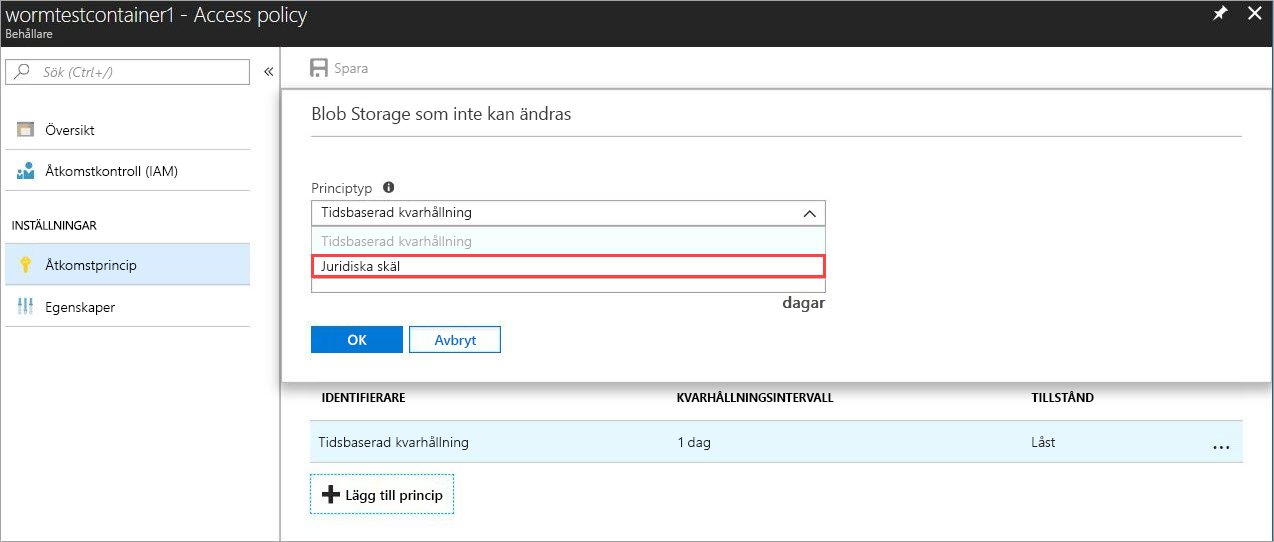 wormtestcontainer1 - Access policy
Behållare
Sök (Ctrl+/)
«
Spara
Översikt
Åtkomstkontroll (IAM)
INSTÄLLNINGAR
Åtkomstprincip
Egenskaper
Blob Storage som inte kan ändras
Principtyp
Tidsbaserad kvarhållning
Tidsbaserad kvarhållning
Juridiska skäl
dagar
OK Avbryt
IDENTIFIERARE KVARHÅLLNINGSINTERVALL TILLSTÅND
Tidsbaserad kvarhållning 1 dag Låst ...
Lägg till princip